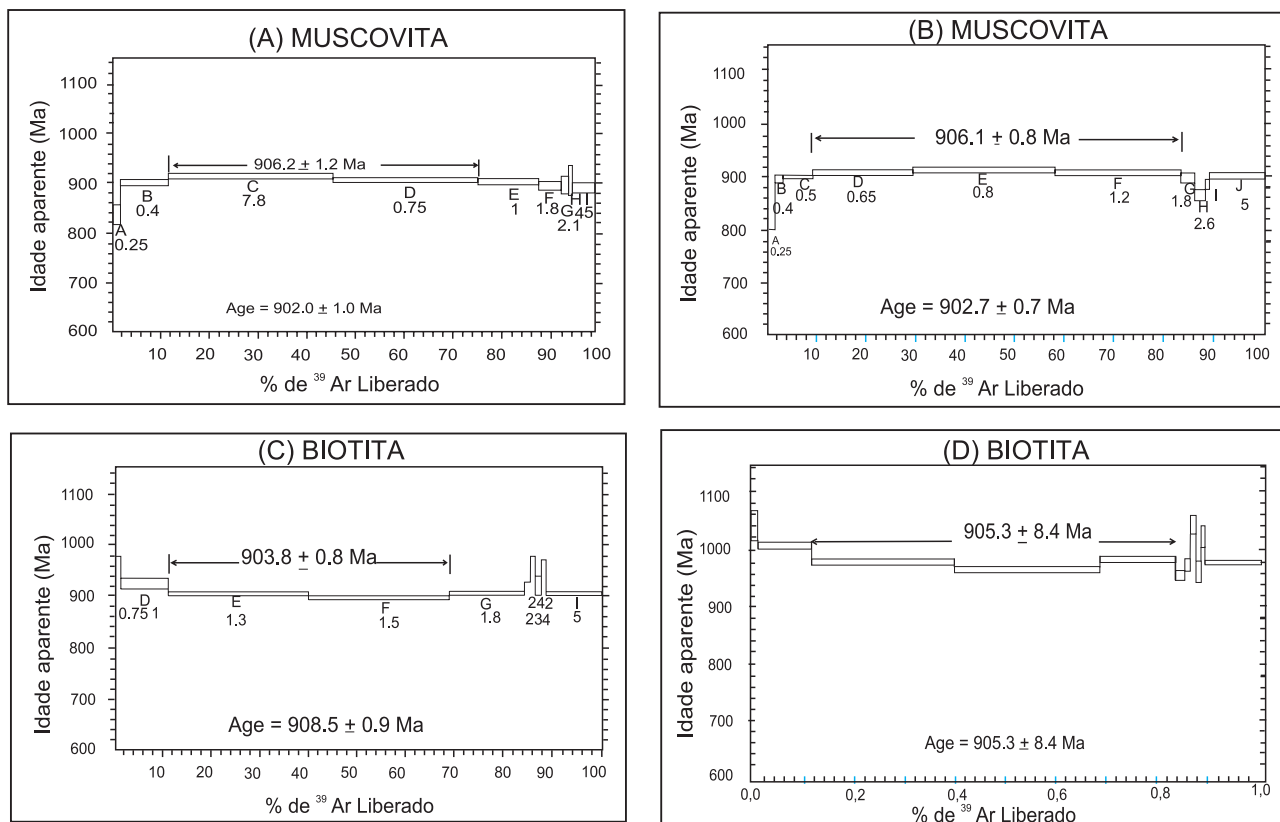 (A) MUSCOVITA
Idade aparente (Ma)
1100
1000
900
800
700
600
906.2 ± 1.2 Ma
A
0.25
B
0.4
C
7.8
D
0.75
E
1
F
1.8
G
2.1
H I
45
Age = 902.0 ± 1.0 Ma
10 20 30 40 50 60 70 80 90 100
% de ³⁹ Ar Liberado
(B) MUSCOVITA
Idade aparente (Ma)
1100
1000
900
800
700
600
906.1 ± 0.8 Ma
A
0.25
B
0.4
C
0.5
D
0.65
E
0.8
F
1.2
G
1.8
H
2.6
I
J
5
Age = 902.7 ± 0.7 Ma
10 20 30 40 50 60 70 80 90 100
% de ³⁹ Ar Liberado
(C) BIOTITA
Idade aparente (Ma)
1100
1000
900
800
700
600
903.8 ± 0.8 Ma
D
0.75 1
E
1.3
F
1.5
G
1.8
242
234
I
5
Age = 908.5 ± 0.9 Ma
10 20 30 40 50 60 70 80 90 100
% de ³⁹ Ar Liberado
(D) BIOTITA
Idade aparente (Ma)
1100
1000
900
800
700
600
905.3 ± 8.4 Ma
Age = 905.3 ± 8.4 Ma
0,0 0,2 0,4 0,6 0,8 1,0
% de ³⁹ Ar Liberado